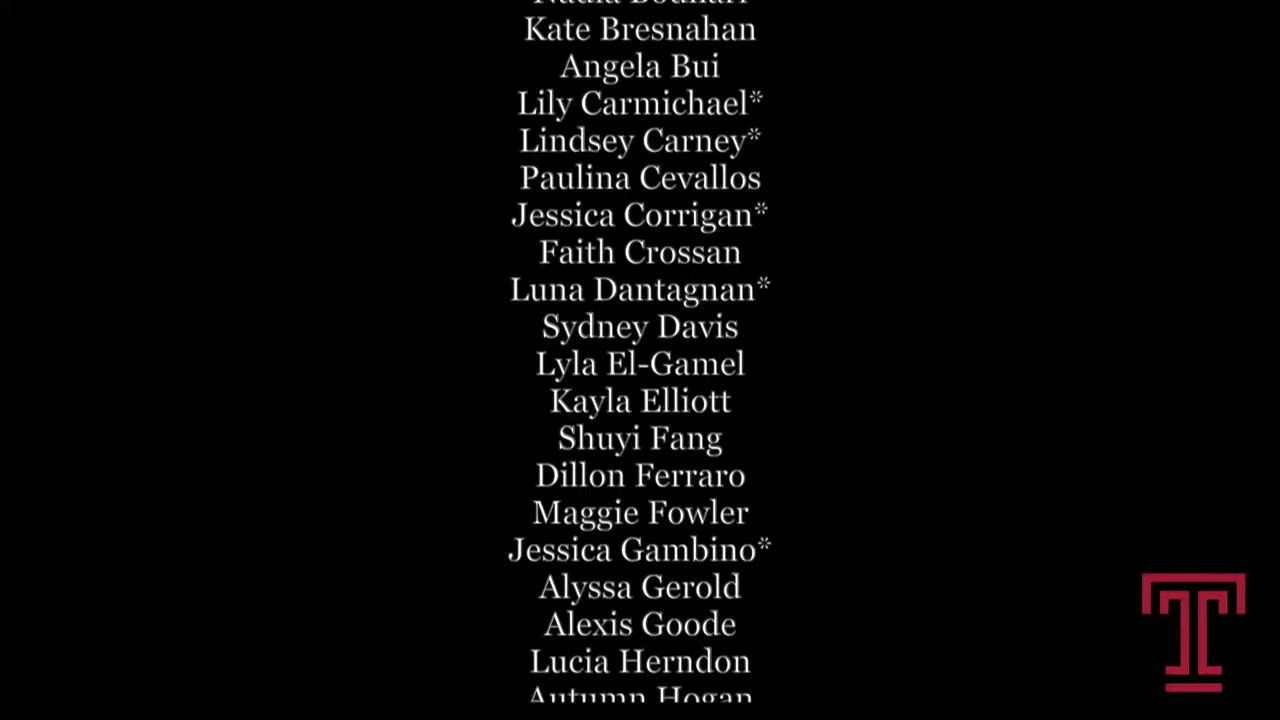 Kate Bresnahan
Angela Bui
Lily Carmichael*
Lindsey Carney*
Paulina Cevallos
Jessica Corrigan*
Faith Crossan
Luna Dantagnan*
Sydney Davis
Lyla El-Gamel
Kayla Elliott
Shuyi Fang
Dillon Ferraro
Maggie Fowler
Jessica Gambino*
Alyssa Gerold
Alexis Goode
Lucia Herndon
Autumn Hogan
T